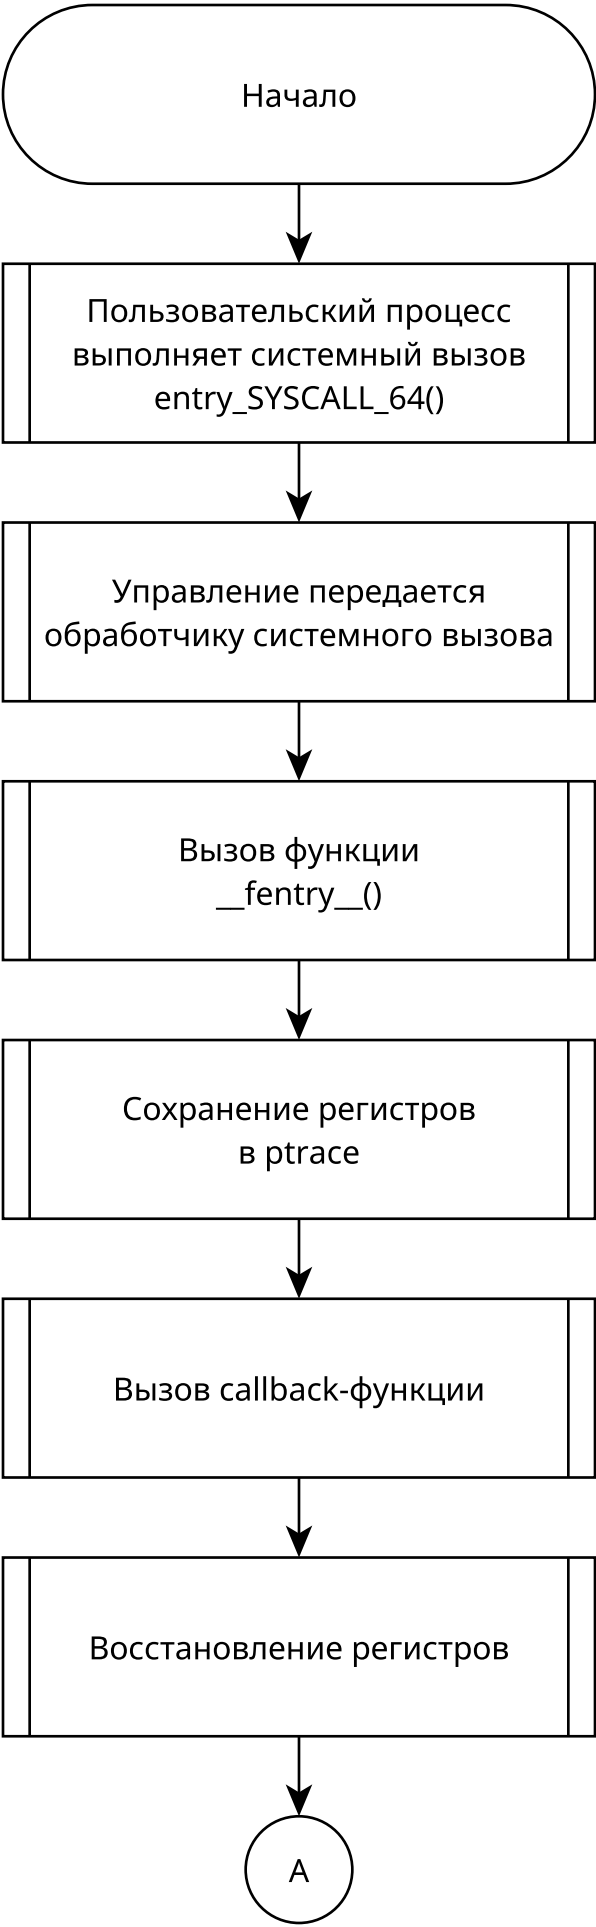 Начало
Пользовательский процесс
выполняет системный вызов
entry_SYSCALL_64()
Управление передается
обработчику системного вызова
Вызов функции
__fentry__()
Сохранение регистров
в ptrace
Вызов callback-функции
Восстановление регистров
А